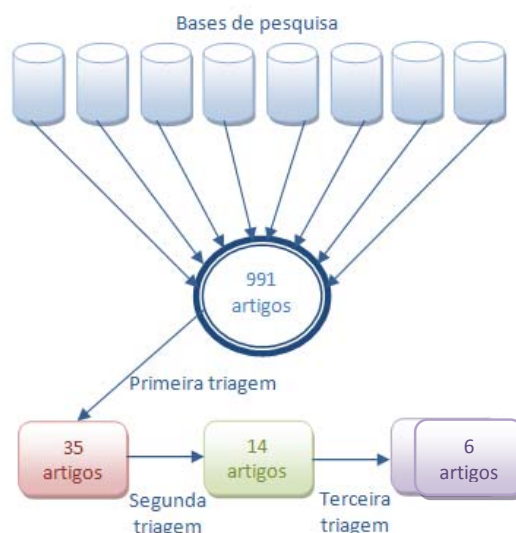 Bases de pesquisa
991
artigos
Primeira triagem
35
artigos
Segunda
triagem
14
artigos
Terceira
triagem
6
artigos